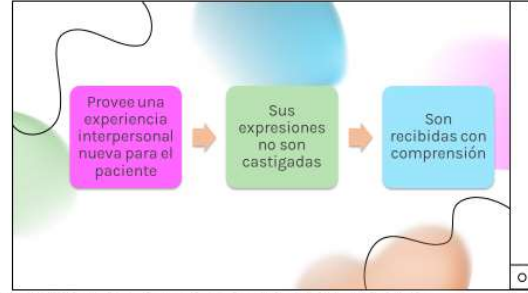 Provee una
experiencia
interpersonal
nueva para el
paciente
Sus
expresiones
no son
castigadas
Son
recibidas con
comprensión